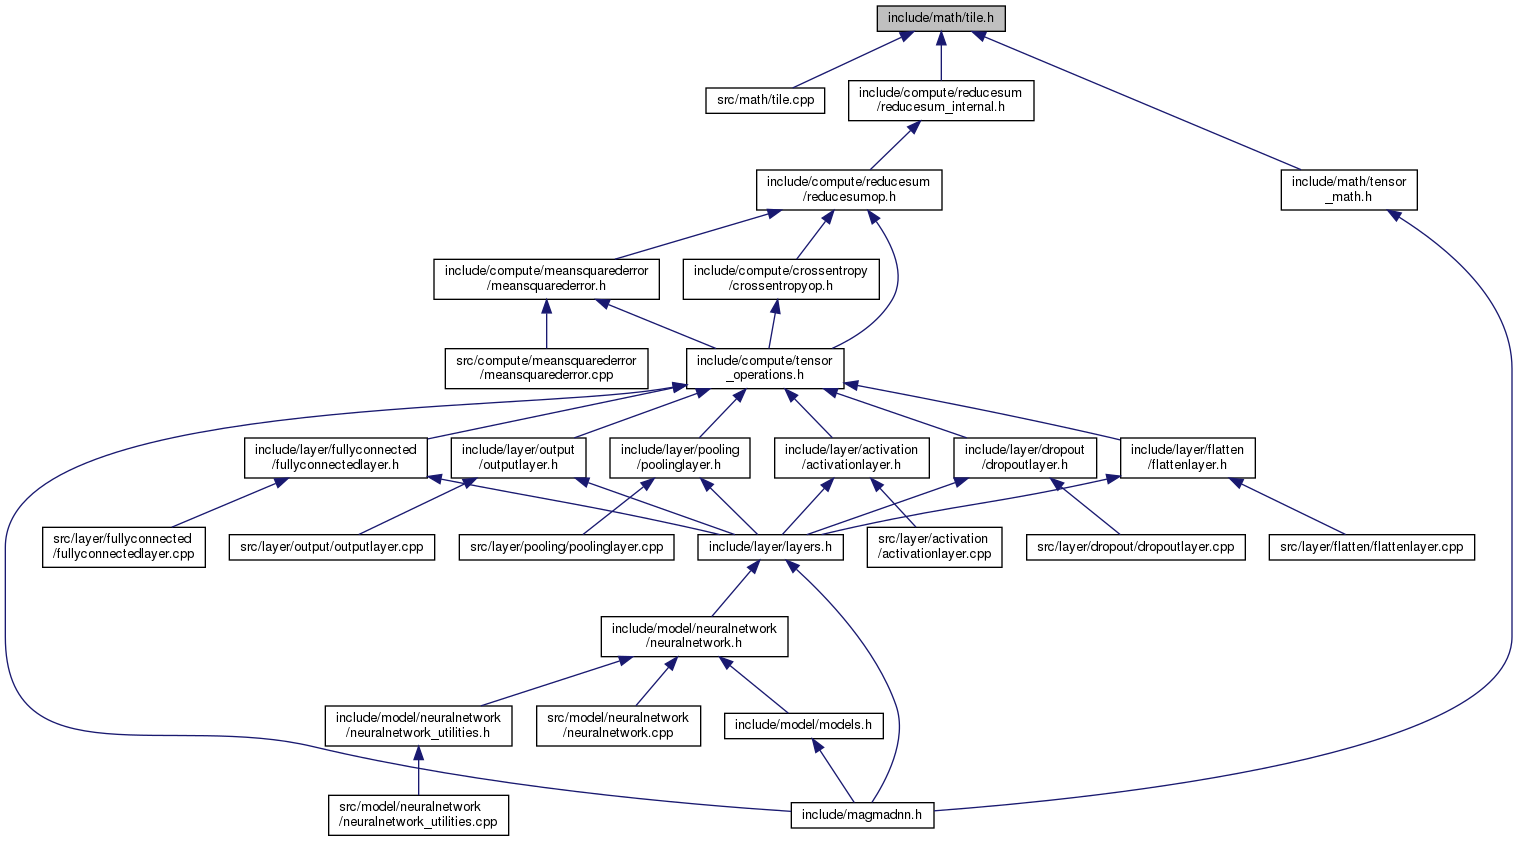 include/math/tile.h
src/math/tile.cpp
include/compute/reducesum
/reducesum_internal.h
include/compute/reducesum
/reducesumop.h
include/math/tensor
_math.h
include/compute/meansquarederror
/meansquarederror.h
include/compute/crossentropy
/crossentropyop.h
src/compute/meansquarederror
/meansquarederror.cpp
include/compute/tensor
_operations.h
include/layer/fullyconnected
/fullyconnectedlayer.h
include/layer/output
/outputlayer.h
include/layer/pooling
/poolinglayer.h
include/layer/activation
/activationlayer.h
include/layer/dropout
/dropoutlayer.h
include/layer/flatten
/flattenlayer.h
src/layer/fullyconnected
/fullyconnectedlayer.cpp
src/layer/output/outputlayer.cpp
src/layer/pooling/poolinglayer.cpp
include/layer/layers.h
src/layer/activation
/activationlayer.cpp
src/layer/dropout/dropoutlayer.cpp
src/layer/flatten/flattenlayer.cpp
include/model/neuralnetwork
/neuralnetwork.h
include/model/neuralnetwork
/neuralnetwork_utilities.h
src/model/neuralnetwork
/neuralnetwork.cpp
include/model/models.h
src/model/neuralnetwork
/neuralnetwork_utilities.cpp
include/magmadnn.h